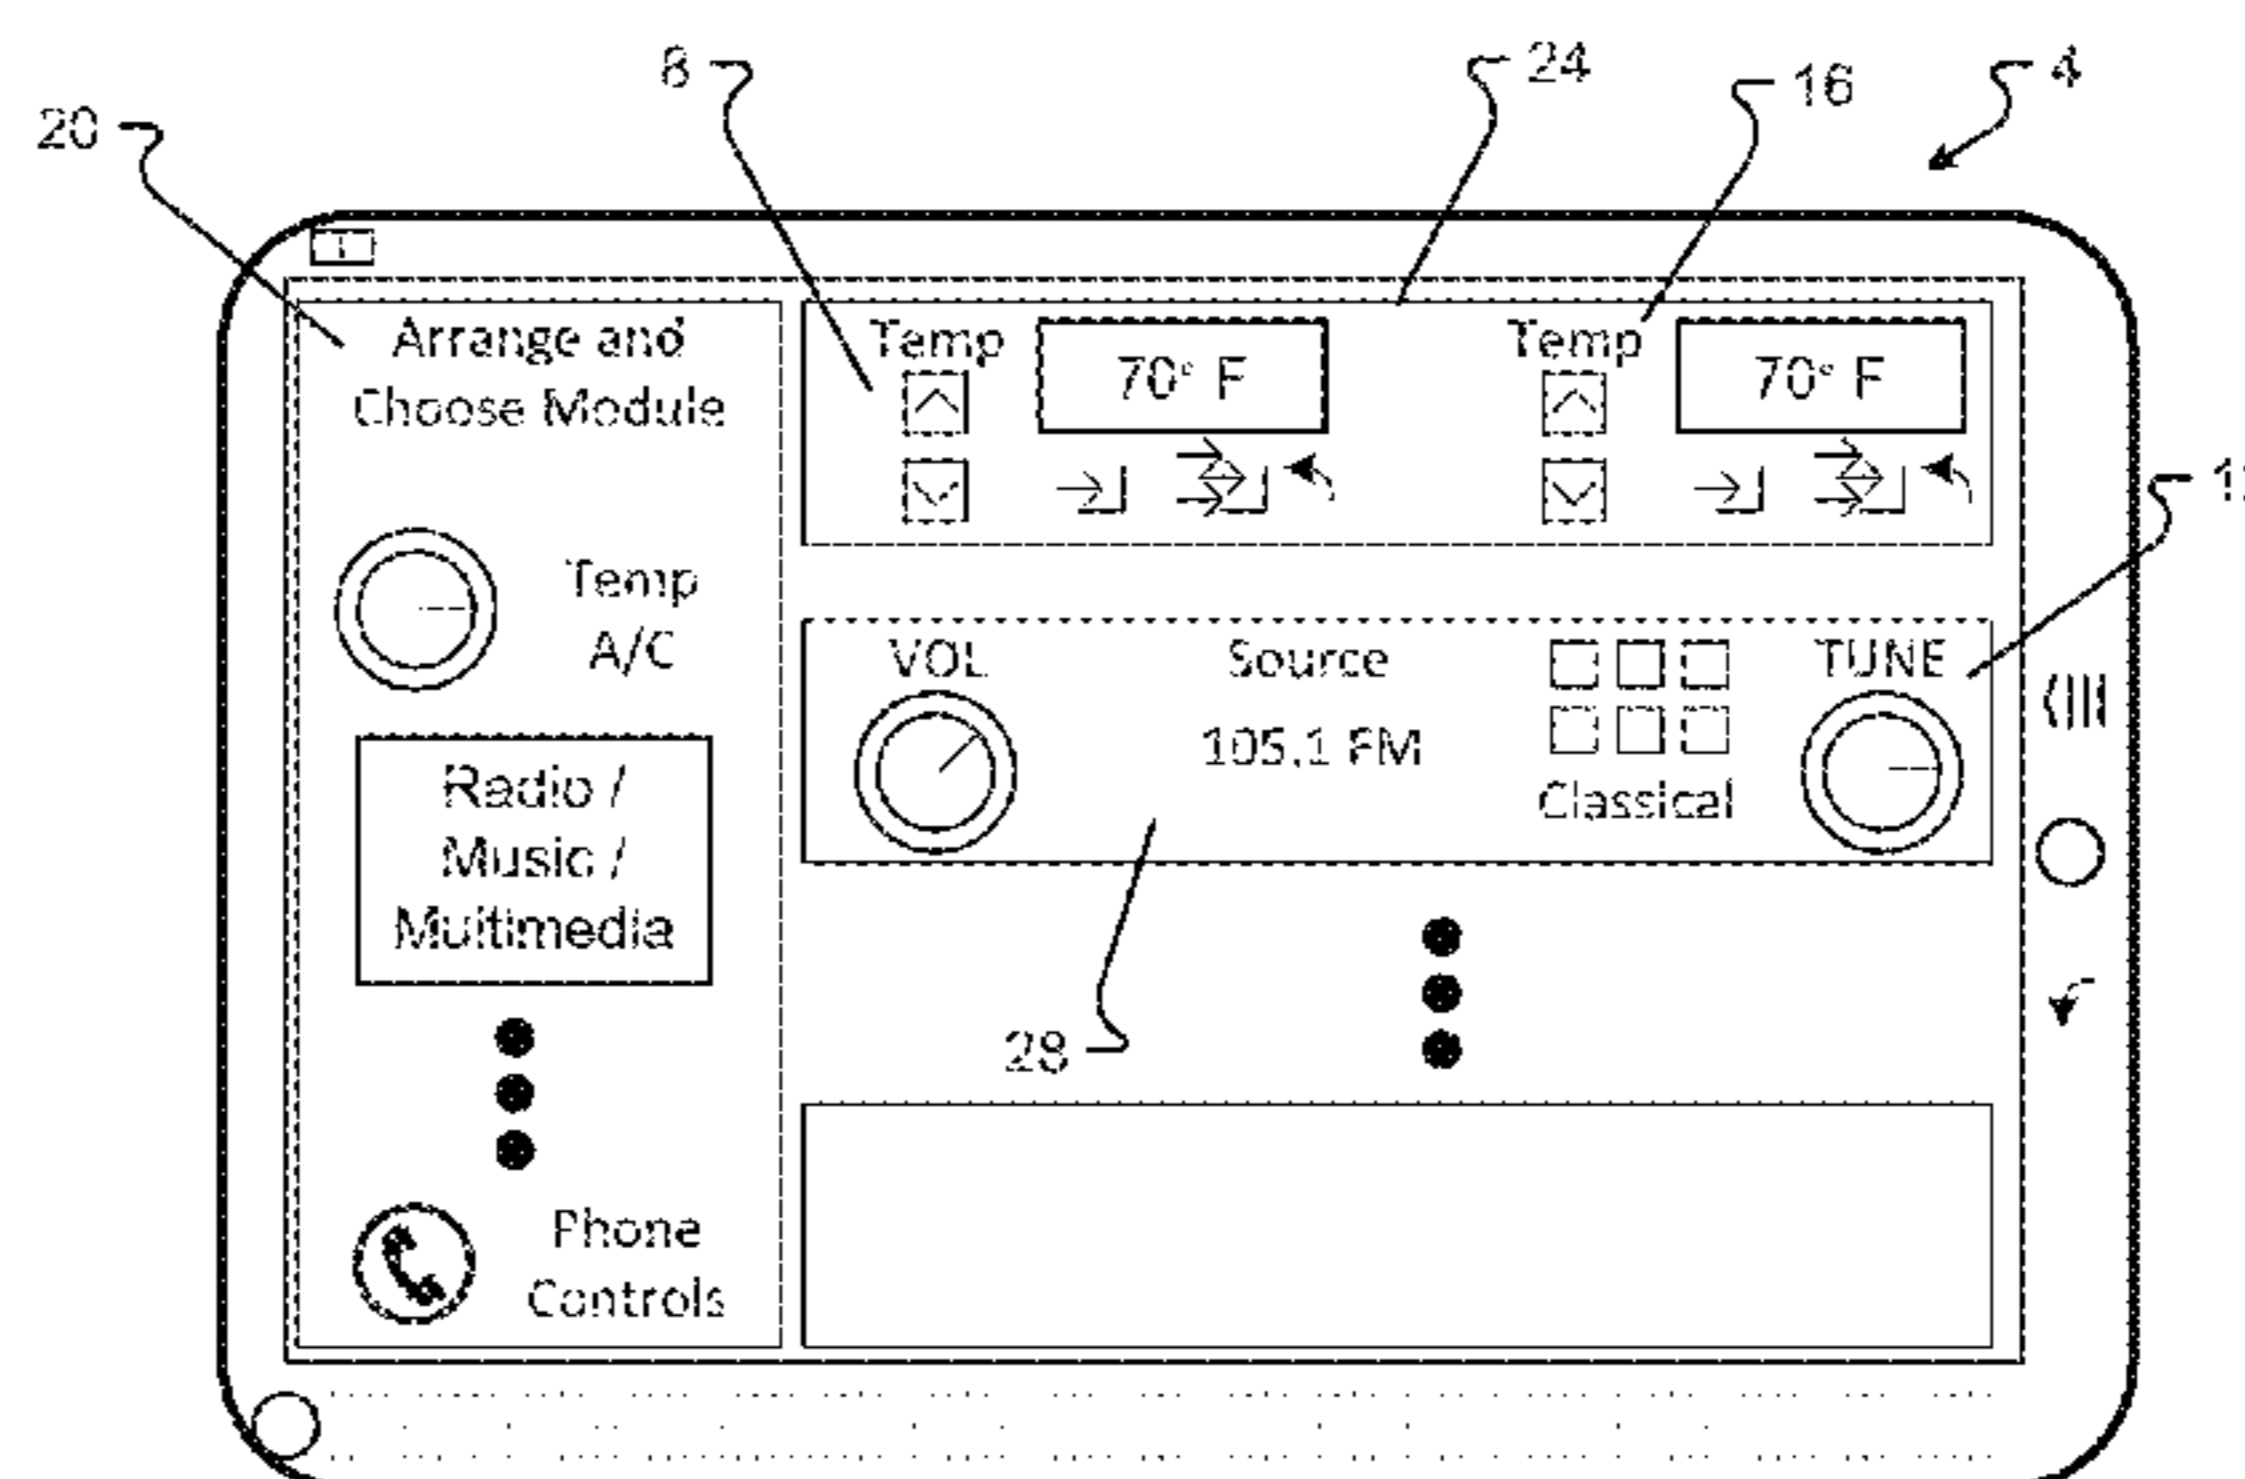 8
24
16
4
20
Arrange and
Choose Module
Temp
70° F
Temp
70° F
Temp
A/C
VOL
Source
TUNE
105.1 FM
Classical
Radio /
Music /
Multimedia
28
Phone
Controls